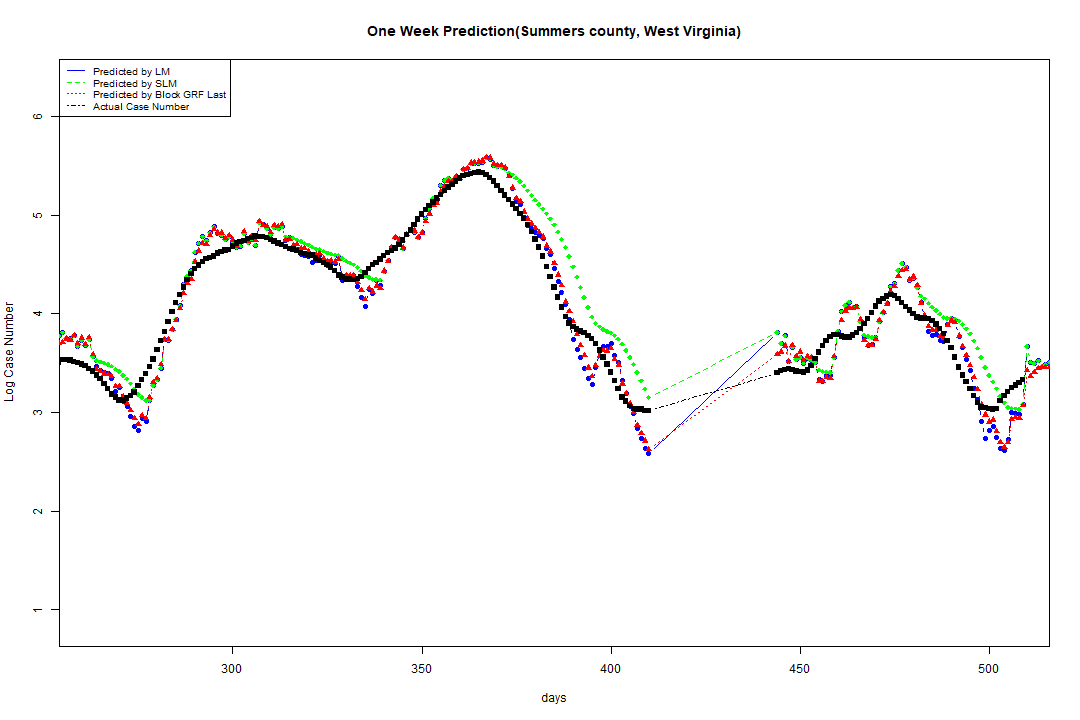 One Week Prediction(Summers county, West Virginia)
Predicted by LM
Predicted by SLM
Predicted by Block GRF Last
Actual Case Number
Log Case Number
6
5
4
3
2
1
300 350 400 450 500
days